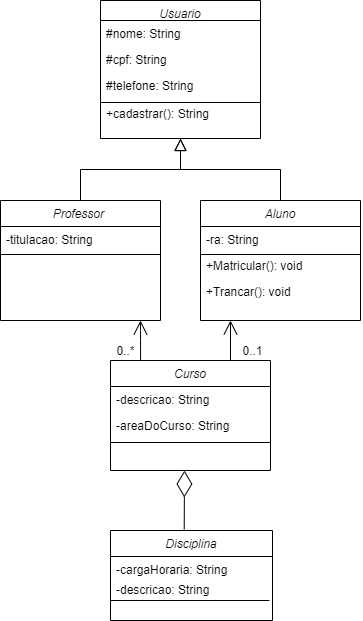 Usuario
#nome: String
#cpf: String
#telefone: String
+cadastrar(): String
Professor
-titulacao: String
Aluno
-ra: String
+Matricular(): void
+Trancar(): void
0..*
0..1
Curso
-descricao: String
-areaDoCurso: String
Disciplina
-cargaHoraria: String
-descricao: String